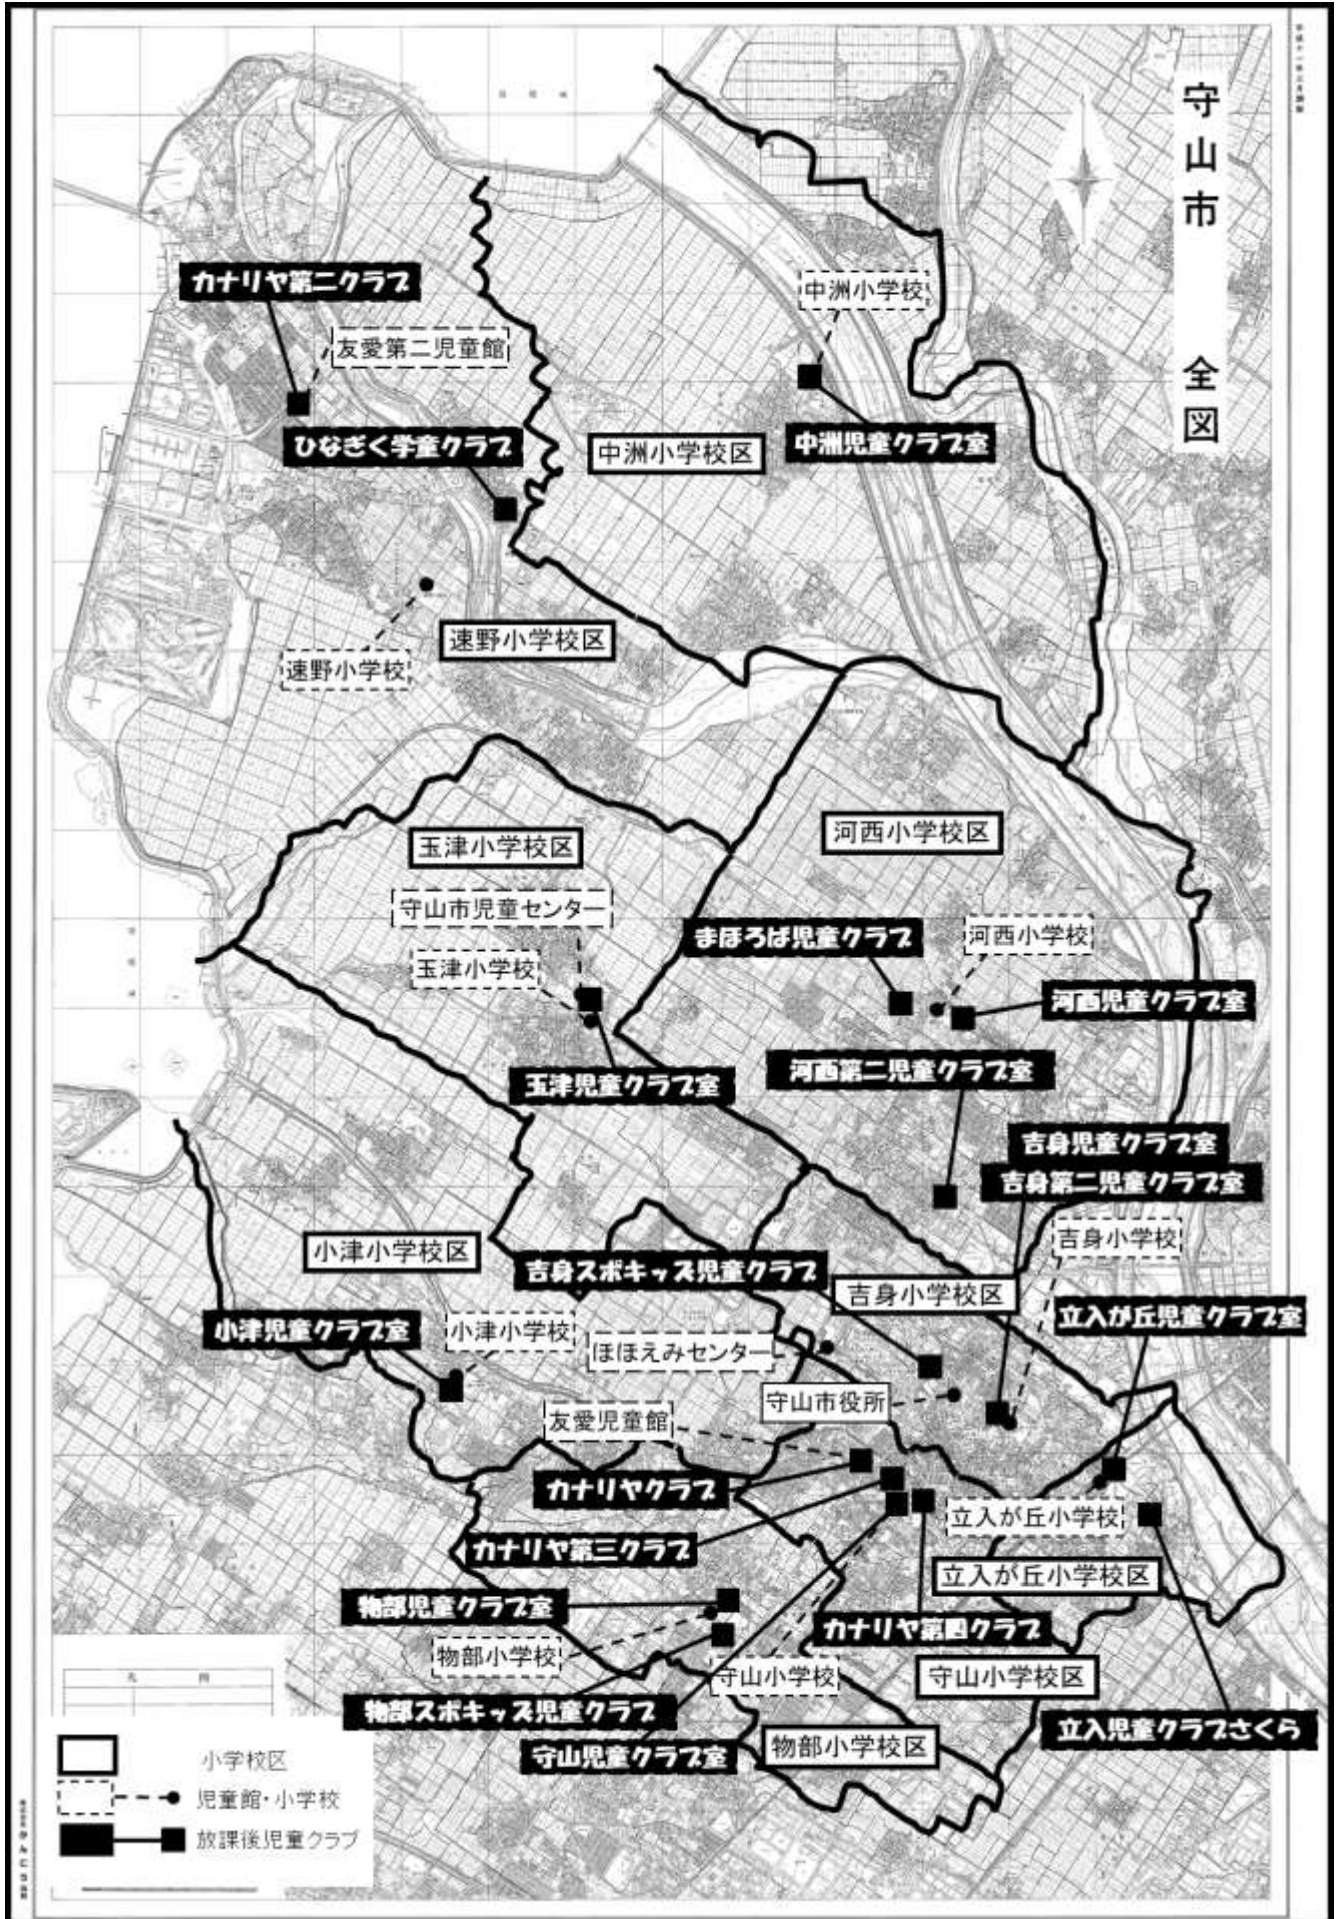 守山市 全図
カナリヤ第二クラブ
友愛第二児童館
ひなぎく学童クラブ
中洲小学校
中洲小学校区
中洲児童クラブ室
速野小学校区
速野小学校
玉津小学校区
河西小学校区
守山市児童センター
玉津小学校
まほろば児童クラブ
河西小学校
河西児童クラブ室
玉津児童クラブ室
河西第二児童クラブ室
吉身児童クラブ室
吉身第二児童クラブ室
吉身小学校
小津小学校区
吉身スポキッズ児童クラブ
吉身小学校区
小津児童クラブ室
小津小学校
立入が丘児童クラブ室
ほほえみセンター
守山市役所
友愛児童館
カナリヤクラブ
立入が丘小学校
カナリヤ第三クラブ
立入が丘小学校区
物部児童クラブ室
カナリヤ第四クラブ
物部小学校
守山小学校
守山小学校区
物部スポキッズ児童クラブ
守山児童クラブ室
物部小学校区
立入児童クラブさくら
小学校区
児童館・小学校
放課後児童クラブ